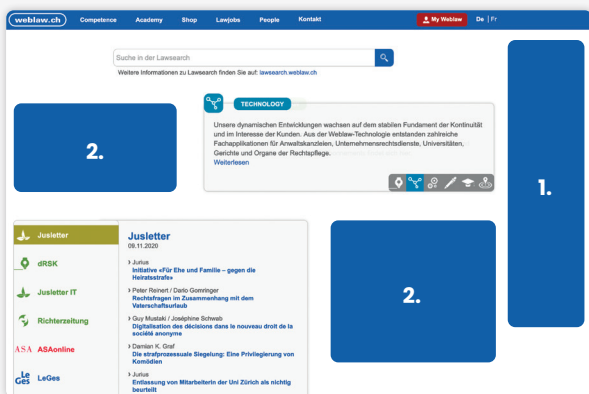 weblaw.ch Competence Academy Shop Lawjobs People Kontakt My Weblaw De | Fr
Suche in der Lawsearch
Weitere Informationen zu Lawsearch finden Sie auf: lawsearch.weblaw.ch
1.
2.
TECHNOLOGY
Unsere dynamischen Entwicklungen wachsen auf dem stabilen Fundament der Kontinuität
und im Interesse der Kunden. Aus der Weblaw-Technologie entstanden zahlreiche
Fachapplikationen für Anwaltskanzleien, Unternehmensrechtsdienste, Universitäten,
Gerichte und Organe der Rechtspflege.
Weiterlesen
Jusletter
dRSK
Jusletter IT
Richterzeitung
ASA ASAonline
Le
Ges LeGes
Jusletter
09.11.2020
› Jurius
Initiative «Für Ehe und Familie – gegen die
Heiratsstrafe»
› Peter Reinert / Dario Gomringer
Rechtsfragen im Zusammenhang mit dem
Vaterschaftsurlaub
› Guy Mustaki / Joséphine Schwab
Digitalisation des décisions dans le nouveau droit de la
société anonyme
› Damian K. Graf
Die strafprozessuale Siegelung: Eine Privilegierung von
Komödien
› Jurius
Entlassung von Mitarbeiterin der Uni Zürich als nichtig
beurteilt
2.